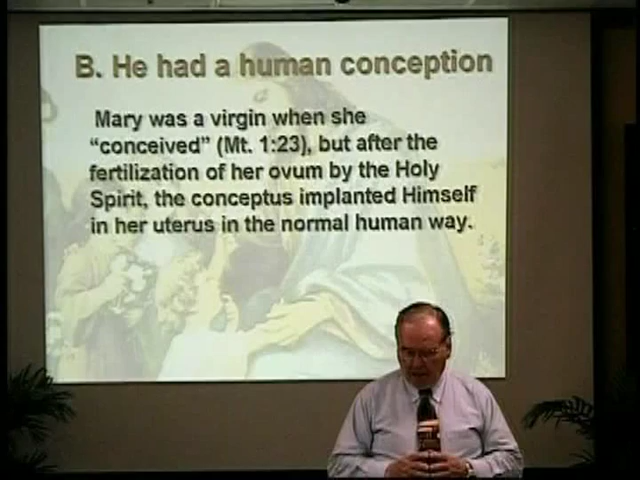 B. He had a human conception
Mary was a virgin when she
“conceived” (Mt. 1:23), but after the
fertilization of her ovum by the Holy
Spirit, the conceptus implanted Himself
in her uterus in the normal human way.